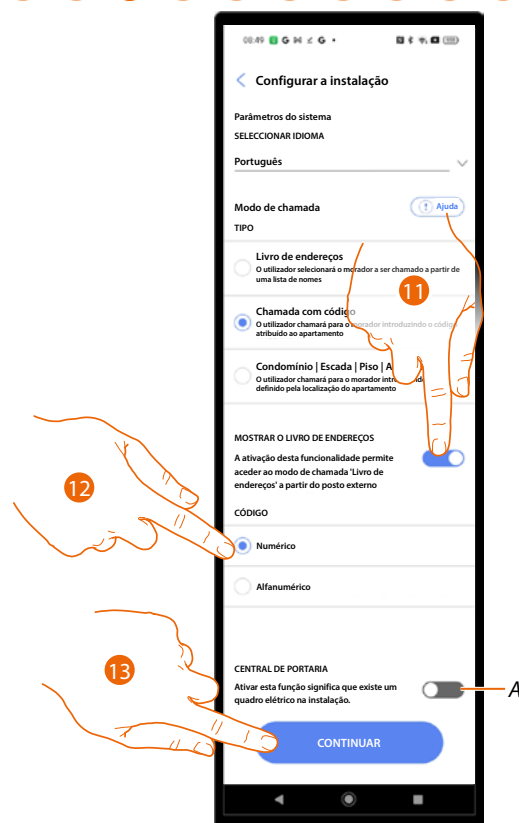 08:49
Configurar a instalação
Parâmetros do sistema
SELECCIONAR IDIOMA
Português
Modo de chamada
Ajuda
TIPO
Livro de endereços
O utilizador selecionará o morador a ser chamado a partir de
uma lista de nomes
11
Chamada com código
O utilizador chamará para o morador introduzindo o código
atribuído ao apartamento
Condomínio | Escada | Piso | A
O utilizador chamará para o morador
definido pela localização do apartamento
MOSTRAR O LIVRO DE ENDEREÇOS
A ativação desta funcionalidade permite
aceder ao modo de chamada 'Livro de
endereços' a partir do posto externo
12
CÓDIGO
Numérico
Alfanumérico
13
CENTRAL DE PORTARIA
Ativar esta função significa que existe um
quadro elétrico na instalação.
A
CONTINUAR